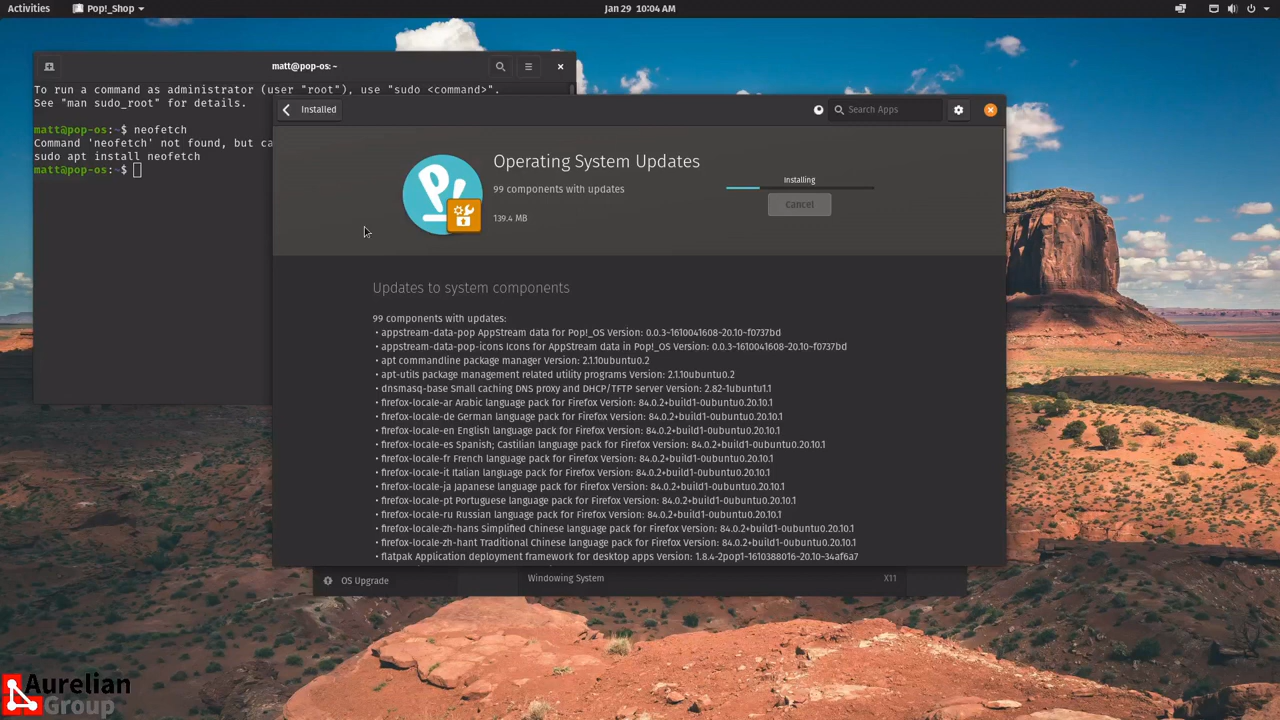 Activities
Pop!_Shop
Jan 29 10:04 AM
matt@pop-os: ~
To run a command as administrator (user "root"), use "sudo <command>".
See "man sudo_root" for details.
matt@pop-os:~$ neofetch
Command 'neofetch' not found, but ca
sudo apt install neofetch
matt@pop-os:~$
Installed
Search Apps
Operating System Updates
99 components with updates
139.4 MB
Installing
Cancel
Updates to system components
99 components with updates:
• appstream-data-pop AppStream data for Pop!_OS Version: 0.0.3~1610041608~20.10~f0737bd
• appstream-data-pop-icons Icons for AppStream data in Pop!_OS Version: 0.0.3~1610041608~20.10~f0737bd
• apt commandline package manager Version: 2.1.10ubuntu0.2
• apt-utils package management related utility programs Version: 2.1.10ubuntu0.2
• dnsmasq-base Small caching DNS proxy and DHCP/TFTP server Version: 2.82-1ubuntu1.1
• firefox-locale-ar Arabic language pack for Firefox Version: 84.0.2+build1-0ubuntu0.20.10.1
• firefox-locale-de German language pack for Firefox Version: 84.0.2+build1-0ubuntu0.20.10.1
• firefox-locale-en English language pack for Firefox Version: 84.0.2+build1-0ubuntu0.20.10.1
• firefox-locale-es Spanish; Castilian language pack for Firefox Version: 84.0.2+build1-0ubuntu0.20.10.1
• firefox-locale-fr French language pack for Firefox Version: 84.0.2+build1-0ubuntu0.20.10.1
• firefox-locale-it Italian language pack for Firefox Version: 84.0.2+build1-0ubuntu0.20.10.1
• firefox-locale-ja Japanese language pack for Firefox Version: 84.0.2+build1-0ubuntu0.20.10.1
• firefox-locale-pt Portuguese language pack for Firefox Version: 84.0.2+build1-0ubuntu0.20.10.1
• firefox-locale-ru Russian language pack for Firefox Version: 84.0.2+build1-0ubuntu0.20.10.1
• firefox-locale-zh-hans Simplified Chinese language pack for Firefox Version: 84.0.2+build1-0ubuntu0.20.10.1
• firefox-locale-zh-hant Traditional Chinese language pack for Firefox Version: 84.0.2+build1-0ubuntu0.20.10.1
• flatpak Application deployment framework for desktop apps Version: 1.8.4-2pop1~1610388016~20.10~34af6a7
OS Upgrade
Windowing System
X11
Aurelian
Group